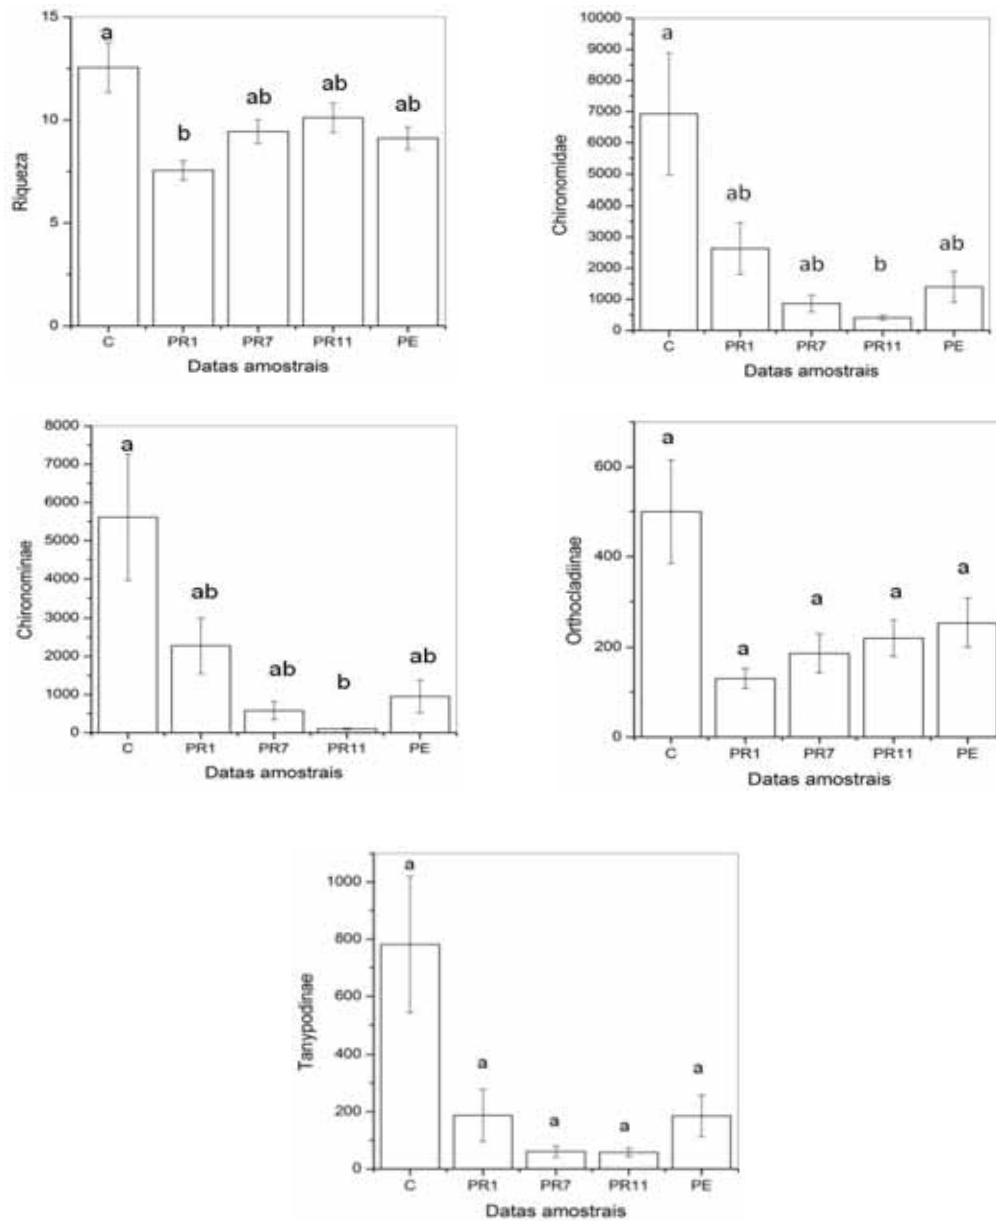 15
10
5
0
Riqueza
a
b
ab
ab
ab
C PR1 PR7 PR11 PE
Datas amostrais
10000
9000
8000
7000
6000
5000
4000
3000
2000
1000
0
Chironomidae
a
ab
ab
b
ab
C PR1 PR7 PR11 PE
Datas amostrais
8000
7000
6000
5000
4000
3000
2000
1000
0
Chironominae
a
ab
ab
b
ab
C PR1 PR7 PR11 PE
Datas amostrais
600
400
200
0
Orthocladiinae
a
a
a
a
a
C PR1 PR7 PR11 PE
Datas amostrais
1000
800
600
400
200
0
Tanypodinae
a
a
a
a
a
C PR1 PR7 PR11 PE
Datas amostrais